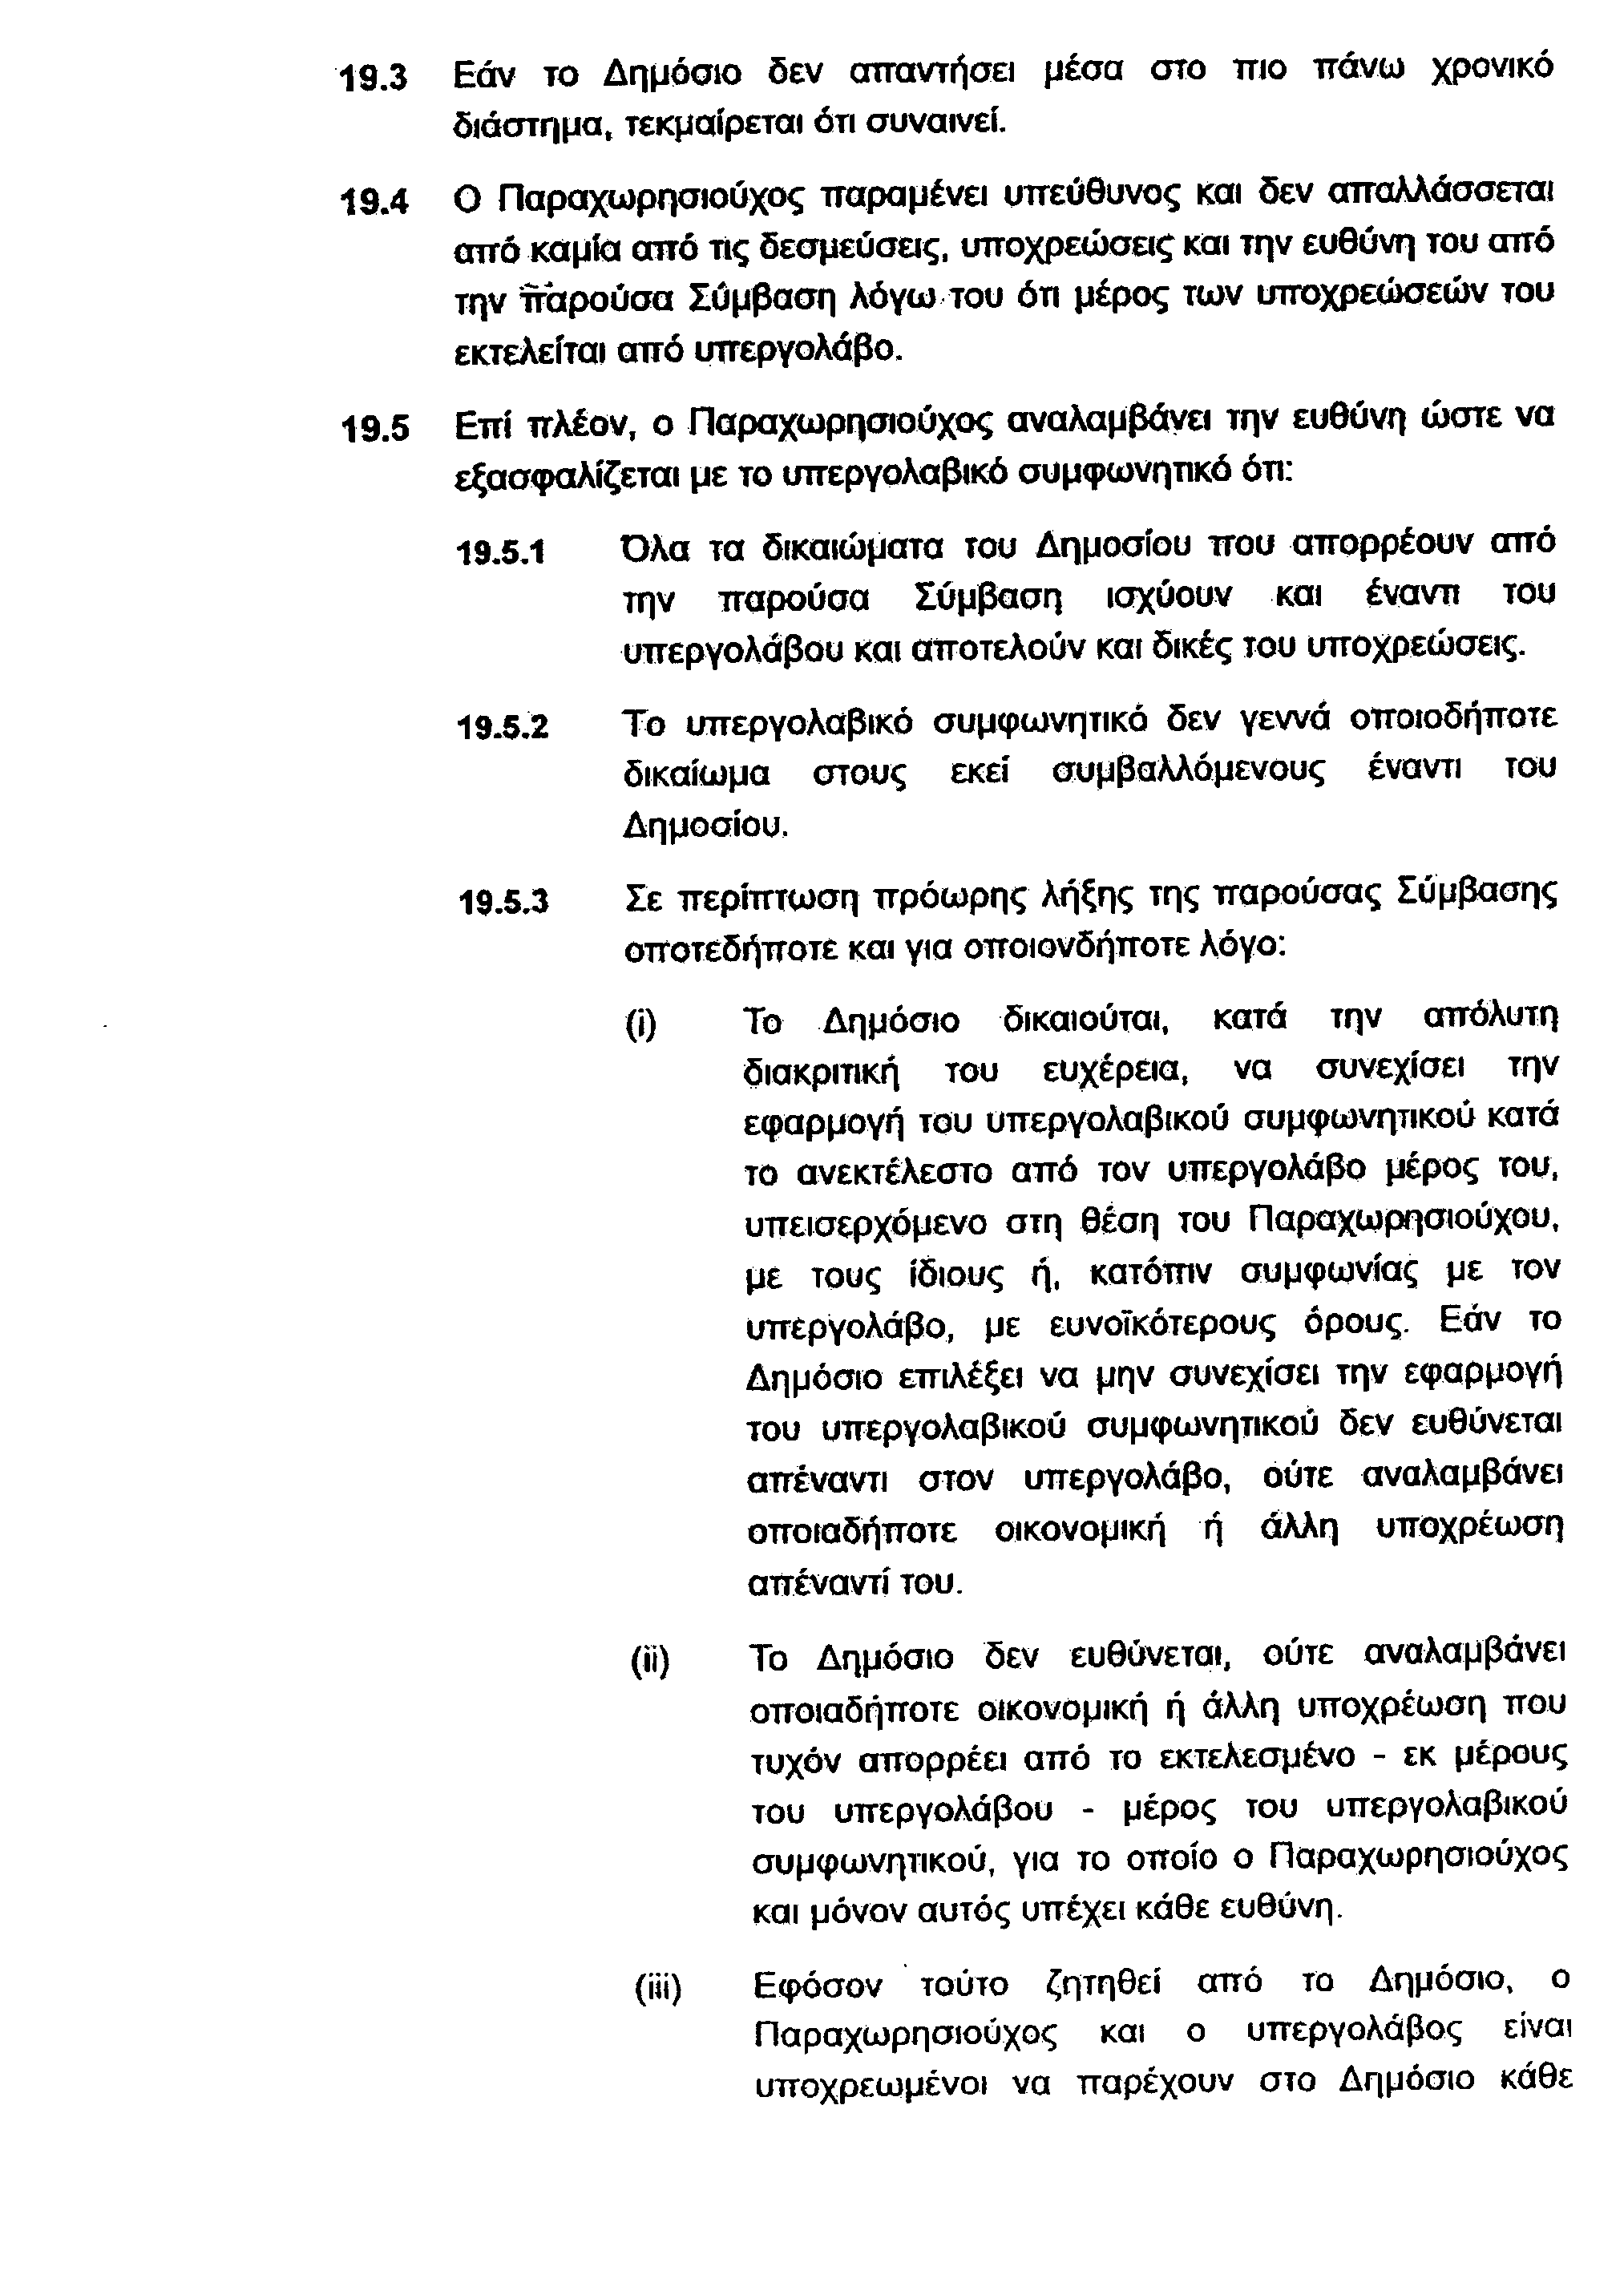 19.3 Εάν το Δημόσιο δεν απαντήσει μέσα στο πιο πάνω χρονικό
διάστημα, τεκμαίρεται ότι συναινεί.
19.4 Ο Παραχωρησιούχος παραμένει υπεύθυνος και δεν απαλλάσσεται
από καμία από τις δεσμεύσεις, υποχρεώσεις και την ευθύνη του από
την παρούσα Σύμβαση λόγω του ότι μέρος των υποχρεώσεών του
εκτελείται από υπεργολάβο.
19.5 Επί πλέον, ο Παραχωρησιούχος αναλαμβάνει την ευθύνη ώστε να
εξασφαλίζεται με το υπεργολαβικό συμφωνητικό ότι:
19.5.1 Όλα τα δικαιώματα του Δημοσίου που απορρέουν από
την παρούσα Σύμβαση ισχύουν και έναντι του
υπεργολάβου και αποτελούν και δικές του υποχρεώσεις.
19.5.2 Το υπεργολαβικό συμφωνητικό δεν γεννά οποιοδήποτε
δικαίωμα στους εκεί συμβαλλόμενους έναντι του
Δημοσίου.
19.5.3 Σε περίπτωση πρόωρης λήξης της παρούσας Σύμβασης
οποτεδήποτε και για οποιονδήποτε λόγο:
(i) Το Δημόσιο δικαιούται, κατά την απόλυτη
διακριτική του ευχέρεια, να συνεχίσει την
εφαρμογή του υπεργολαβικού συμφωνητικού κατά
το ανεκτέλεστο από τον υπεργολάβο μέρος του,
υπεισερχόμενο στη θέση του Παραχωρησιούχου,
με τους ίδιους ή, κατόπιν συμφωνίας με τον
υπεργολάβο, με ευνοϊκότερους όρους. Εάν το
Δημόσιο επιλέξει να μην συνεχίσει την εφαρμογή
του υπεργολαβικού συμφωνητικού δεν ευθύνεται
απέναντι στον υπεργολάβο, ούτε αναλαμβάνει
οποιαδήποτε οικονομική ή άλλη υποχρέωση
απέναντί του.
(ii) Το Δημόσιο δεν ευθύνεται, ούτε αναλαμβάνει
οποιαδήποτε οικονομική ή άλλη υποχρέωση που
τυχόν απορρέει από το εκτελεσμένο - εκ μέρους
του υπεργολάβου - μέρος του υπεργολαβικού
συμφωνητικού, για το οποίο ο Παραχωρησιούχος
και μόνον αυτός υπέχει κάθε ευθύνη.
(iii) Εφόσον τούτο ζητηθεί από το Δημόσιο, ο
Παραχωρησιούχος και ο υπεργολάβος είναι
υποχρεωμένοι να παρέχουν στο Δημόσιο κάθε